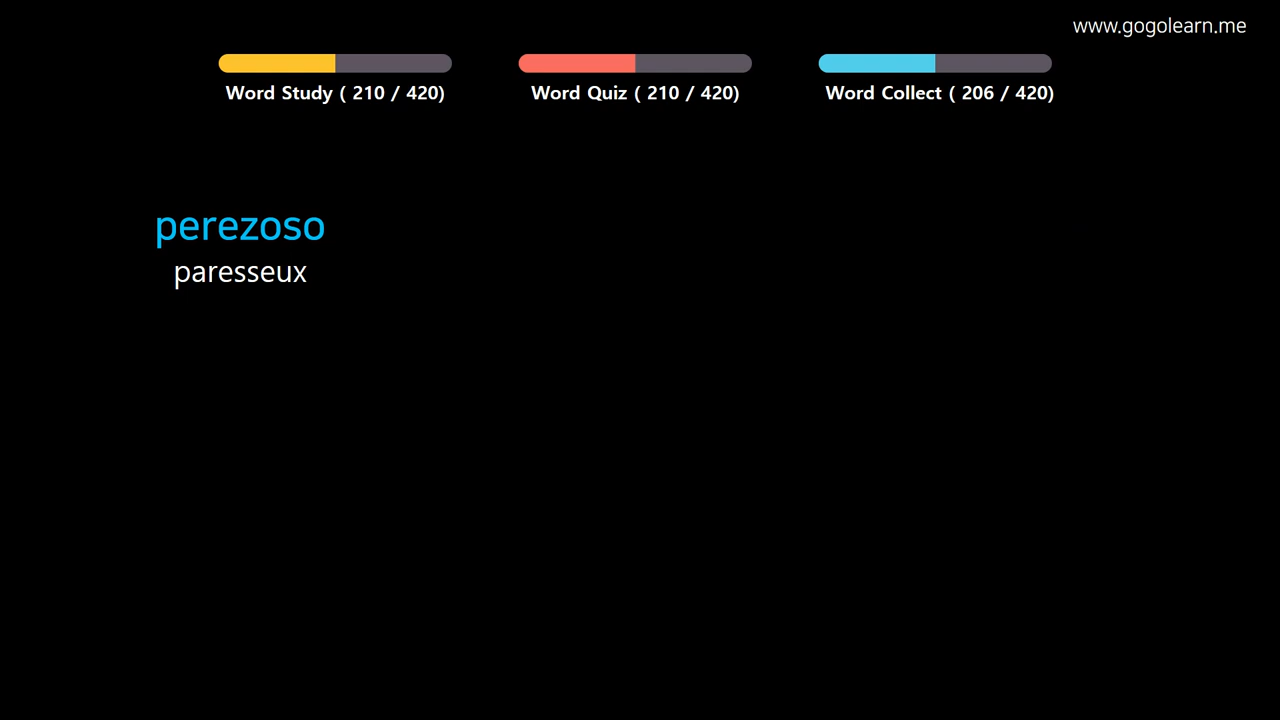 www.gogolearn.me
Word Study ( 210 / 420)
Word Quiz ( 210 / 420)
Word Collect ( 206 / 420)
perezoso
paresseux